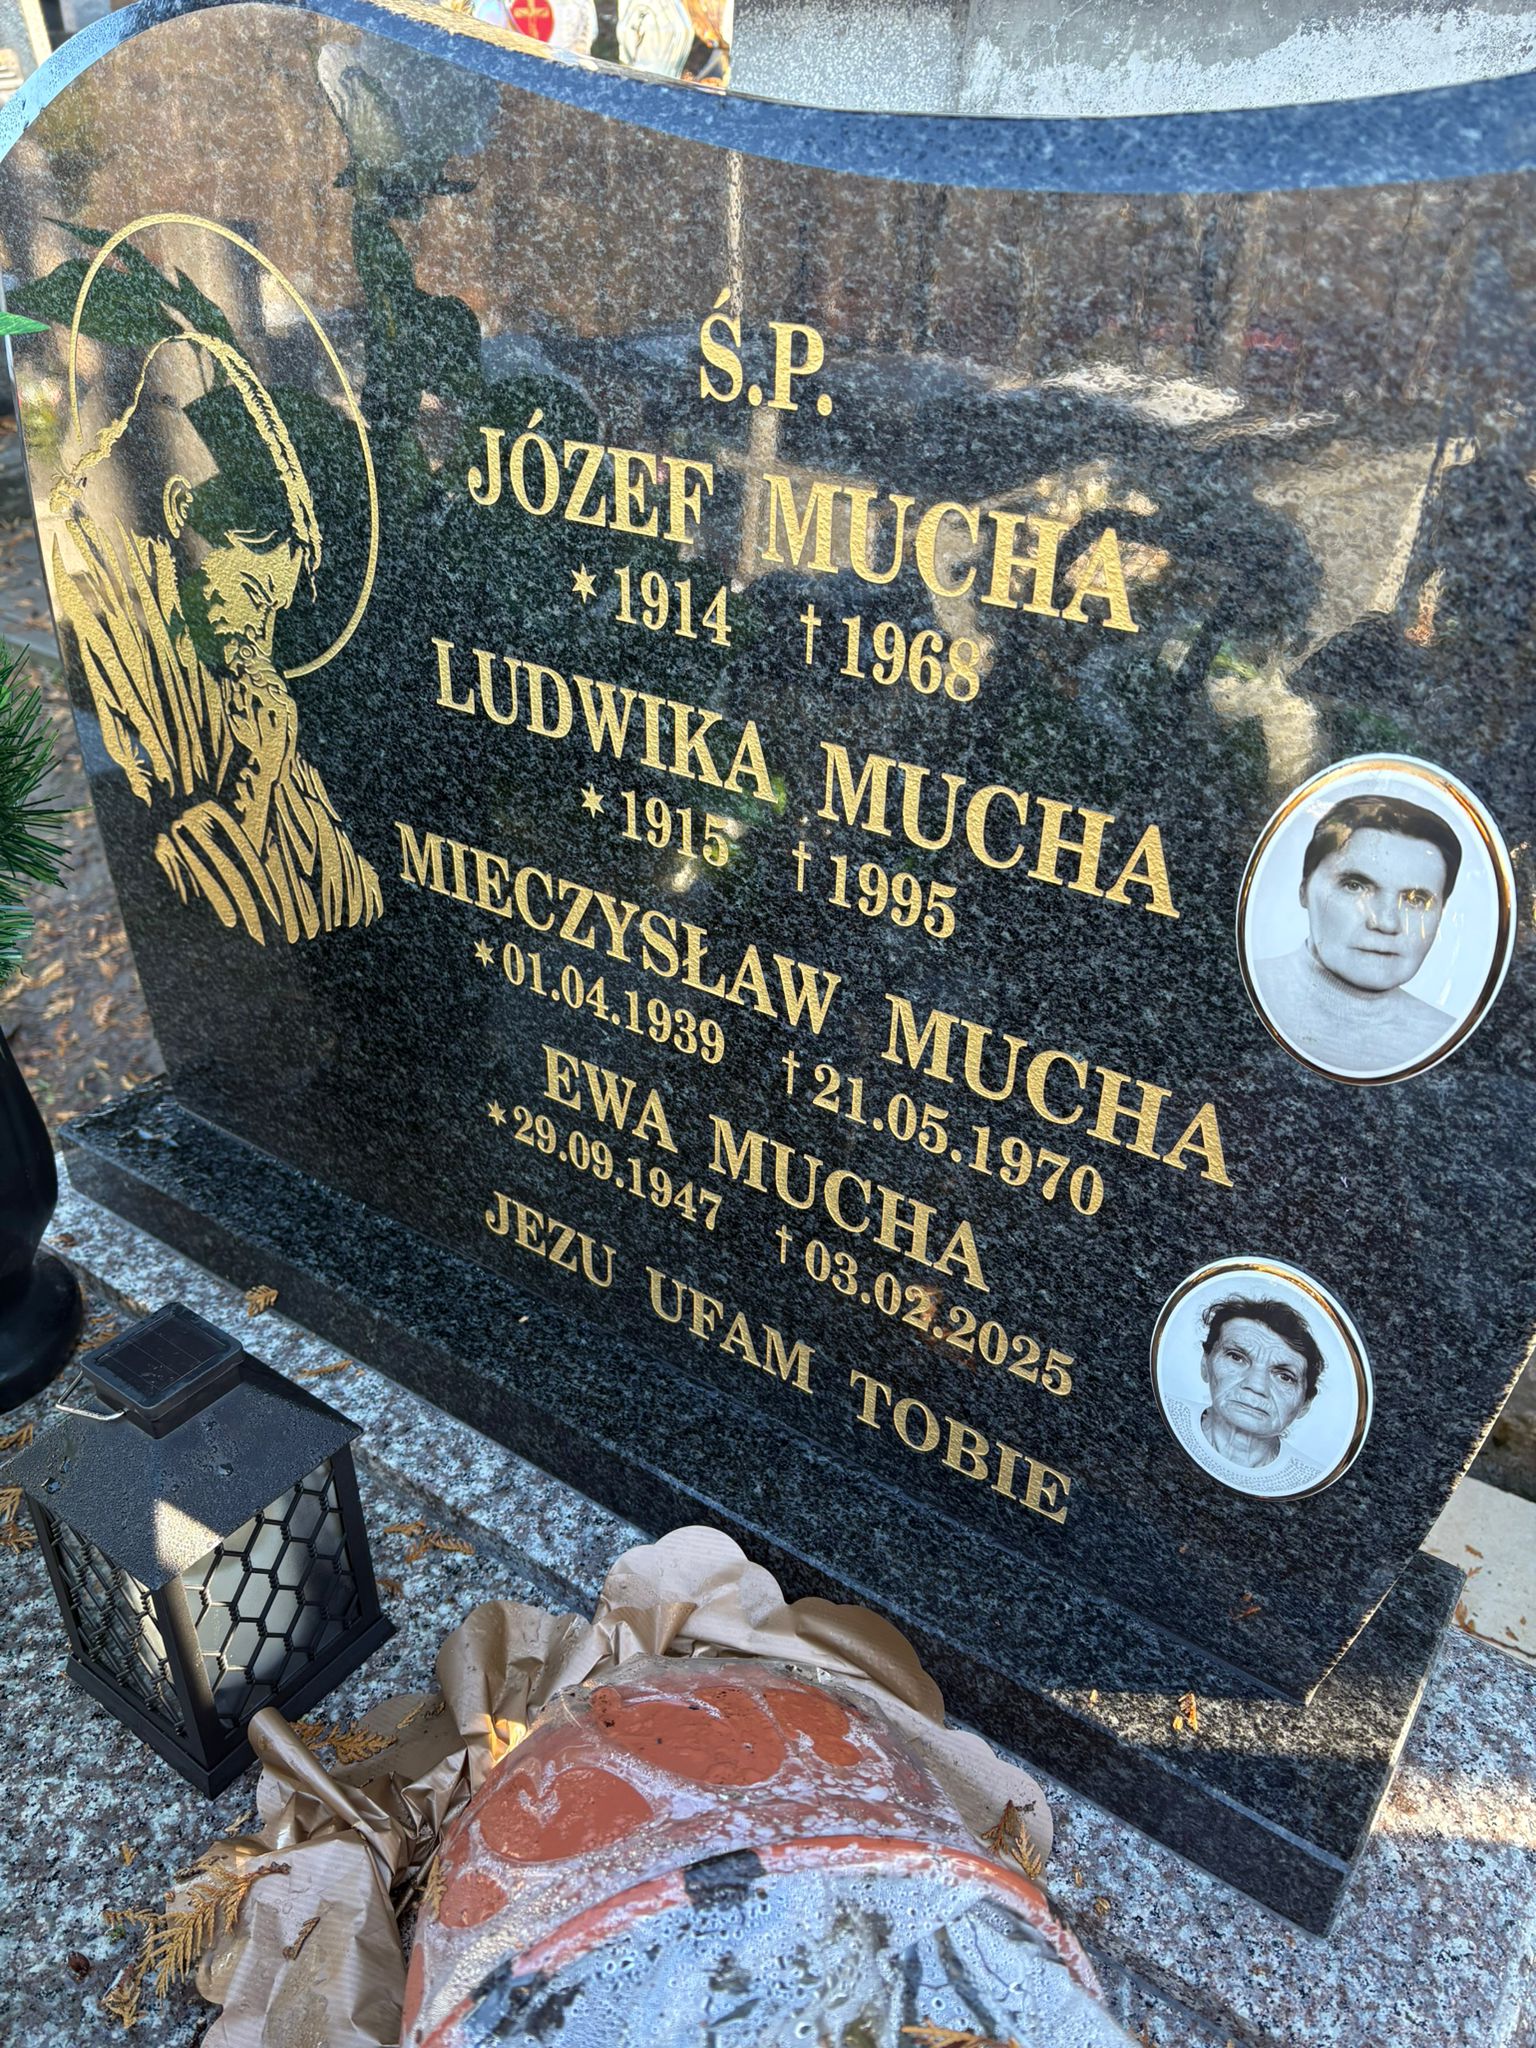 Ś.P.
JÓZEF MUCHA
* 1914 † 1968
LUDWIKA MUCHA
* 1915 † 1995
MIECZYSŁAW MUCHA
* 01.04.1939 † 21.05.1970
EWA MUCHA
* 29.09.1947 † 03.02.2025
JEZU UFAM TOBIE